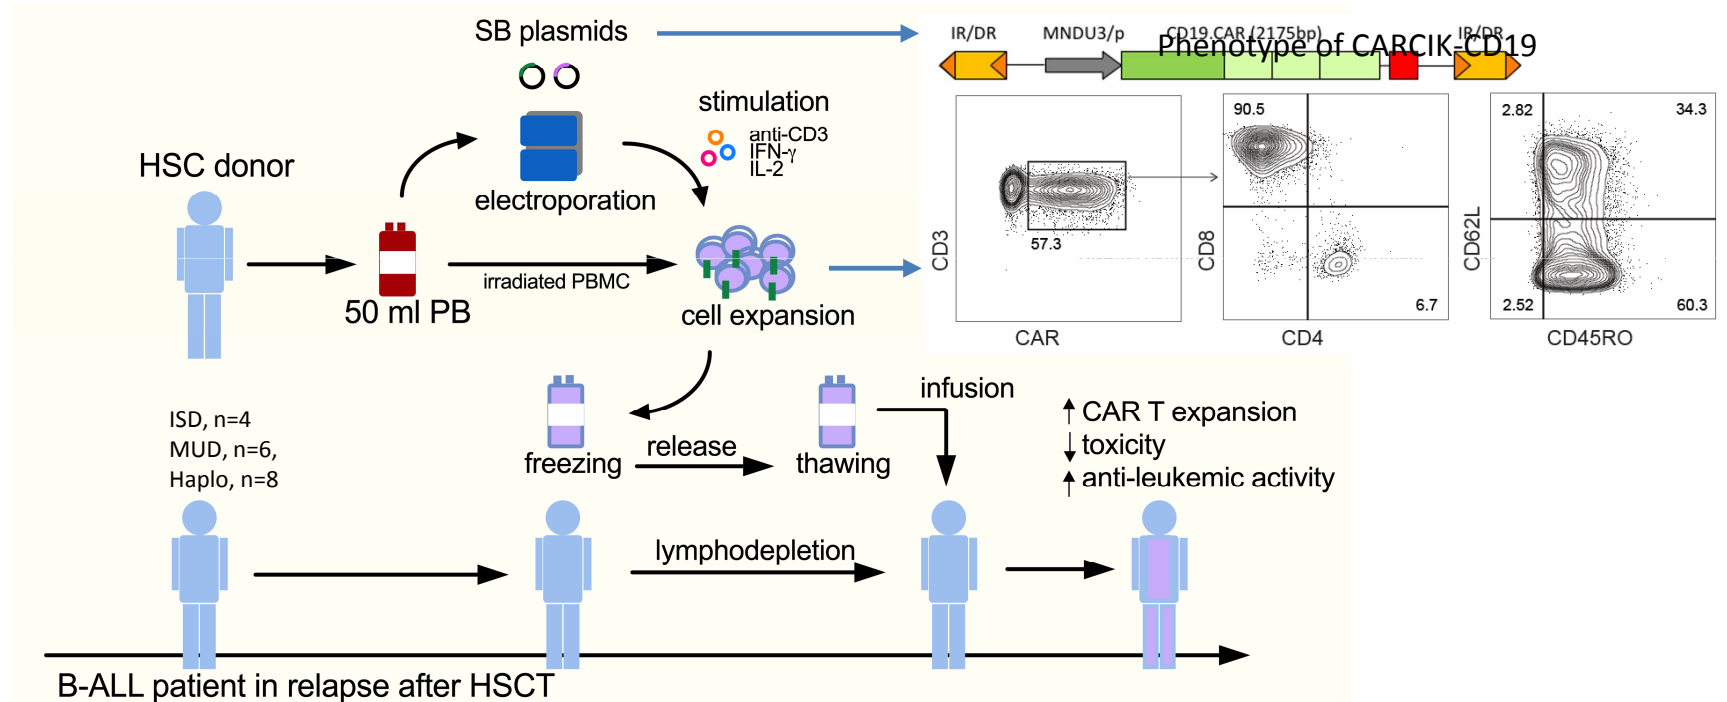 SB plasmids
IR/DR
MNDU3/p
CD19.CAR (2175bp)
IR/DR
Phenotype of CARCIK-CD19
stimulation
anti-CD3
IFN-γ
IL-2
HSC donor
electroporation
50 ml PB
irradiated PBMC
cell expansion
CD3
57.3
CAR
90.5
CD8
6.7
CD4
2.82
34.3
CD62L
2.52
60.3
CD45RO
ISD, n=4
MUD, n=6,
Haplo, n=8
freezing
release
thawing
infusion
↑ CAR T expansion
↓ toxicity
↑ anti-leukemic activity
lymphodepletion
B-ALL patient in relapse after HSCT